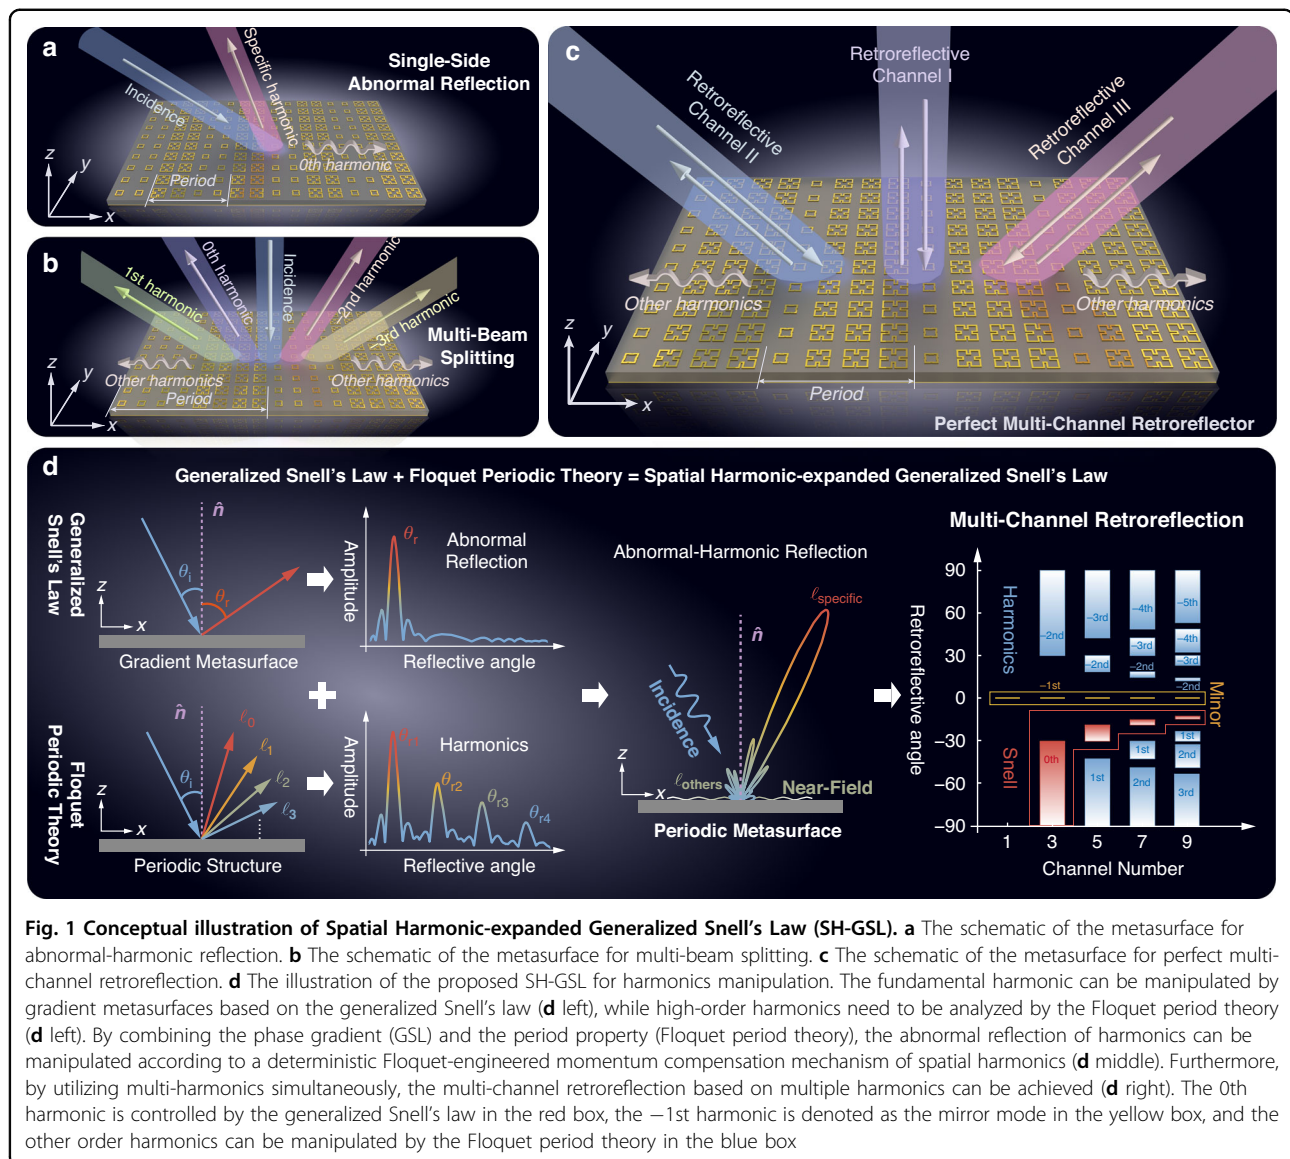 a
Single-Side
Abnormal Reflection
Incidence
Specific harmonic
0th harmonic
Period
z
y
x
b
1st harmonic
0th harmonic
Incidence
-2nd harmonic
-3rd harmonic
Multi-Beam
Splitting
Other harmonics
Other harmonics
Period
z
y
x
c
Retroreflective
Channel I
Retroreflective
Channel II
Retroreflective
Channel III
Other harmonics
Other harmonics
Period
z
y
x
Perfect Multi-Channel Retroreflector
d
Generalized Snell's Law + Floquet Periodic Theory = Spatial Harmonic-expanded Generalized Snell's Law
Generalized
Snell's Law
n̂
θi
θr
z
x
Gradient Metasurface
Amplitude
θr
Abnormal
Reflection
Reflective angle
Floquet
Periodic Theory
n̂
θi
ℓ0
ℓ1
ℓ2
ℓ3
z
x
Periodic Structure
Amplitude
θr1
Harmonics
θr2
θr3
θr4
Reflective angle
Abnormal-Harmonic Reflection
ℓspecific
n̂
Incidence
z
x
ℓothers
Near-Field
Periodic Metasurface
Multi-Channel Retroreflection
Retroreflective angle
90
60
30
0
−30
−60
−90
Harmonics
Snell
Minor
−2nd
−1st
0th
−3rd
−2nd
1st
−4th
−3rd
−2nd
1st
2nd
−5th
−4th
−3rd
−2nd
1st
2nd
3rd
1
3
5
7
9
Channel Number
Fig. 1 Conceptual illustration of Spatial Harmonic-expanded Generalized Snell's Law (SH-GSL). a The schematic of the metasurface for
abnormal-harmonic reflection. b The schematic of the metasurface for multi-beam splitting. c The schematic of the metasurface for perfect multi-
channel retroreflection. d The illustration of the proposed SH-GSL for harmonics manipulation. The fundamental harmonic can be manipulated by
gradient metasurfaces based on the generalized Snell's law (d left), while high-order harmonics need to be analyzed by the Floquet period theory
(d left). By combining the phase gradient (GSL) and the period property (Floquet period theory), the abnormal reflection of harmonics can be
manipulated according to a deterministic Floquet-engineered momentum compensation mechanism of spatial harmonics (d middle). Furthermore,
by utilizing multi-harmonics simultaneously, the multi-channel retroreflection based on multiple harmonics can be achieved (d right). The 0th
harmonic is controlled by the generalized Snell's law in the red box, the −1st harmonic is denoted as the mirror mode in the yellow box, and the
other order harmonics can be manipulated by the Floquet period theory in the blue box